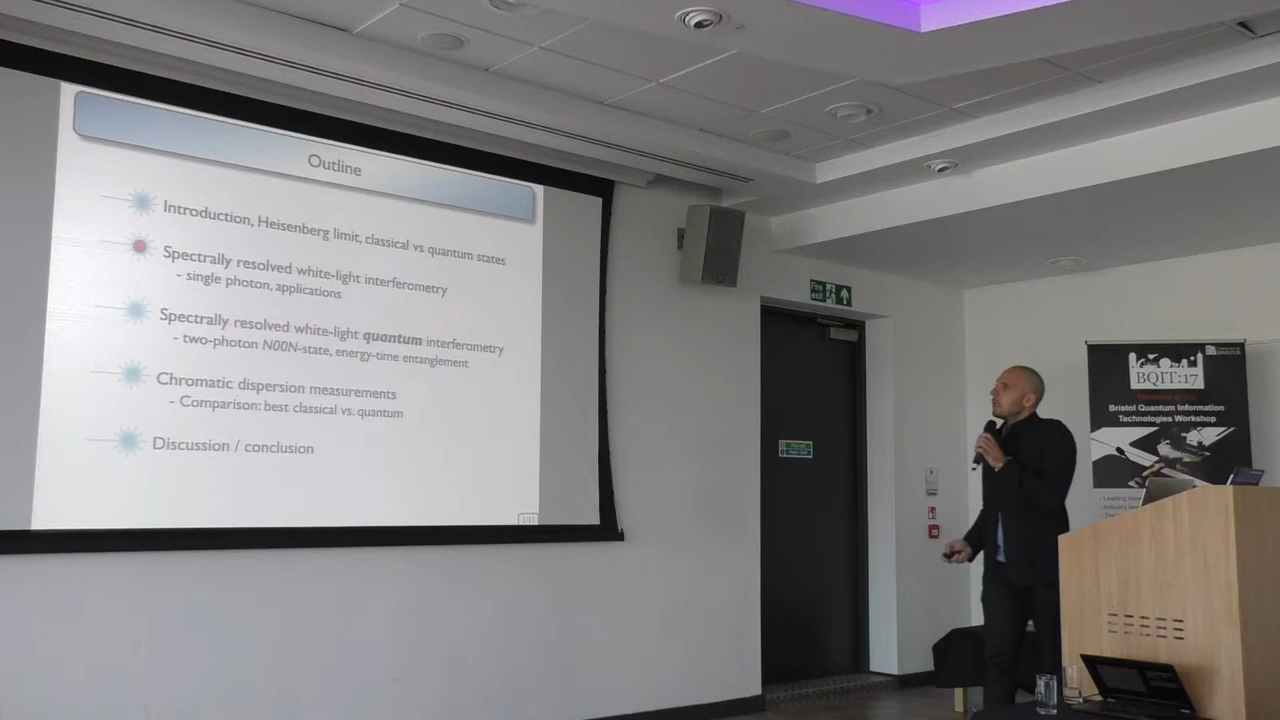 Outline
Introduction, Heisenberg limit, classical vs quantum states
Spectrally resolved white-light interferometry
- single photon, applications
Spectrally resolved white-light quantum interferometry
- two-photon N00N-state, energy-time entanglement
Chromatic dispersion measurements
- Comparison: best classical vs. quantum
Discussion / conclusion
1/11
Fire
exit
BQIT:17
Bristol Quantum Information
Technologies Workshop